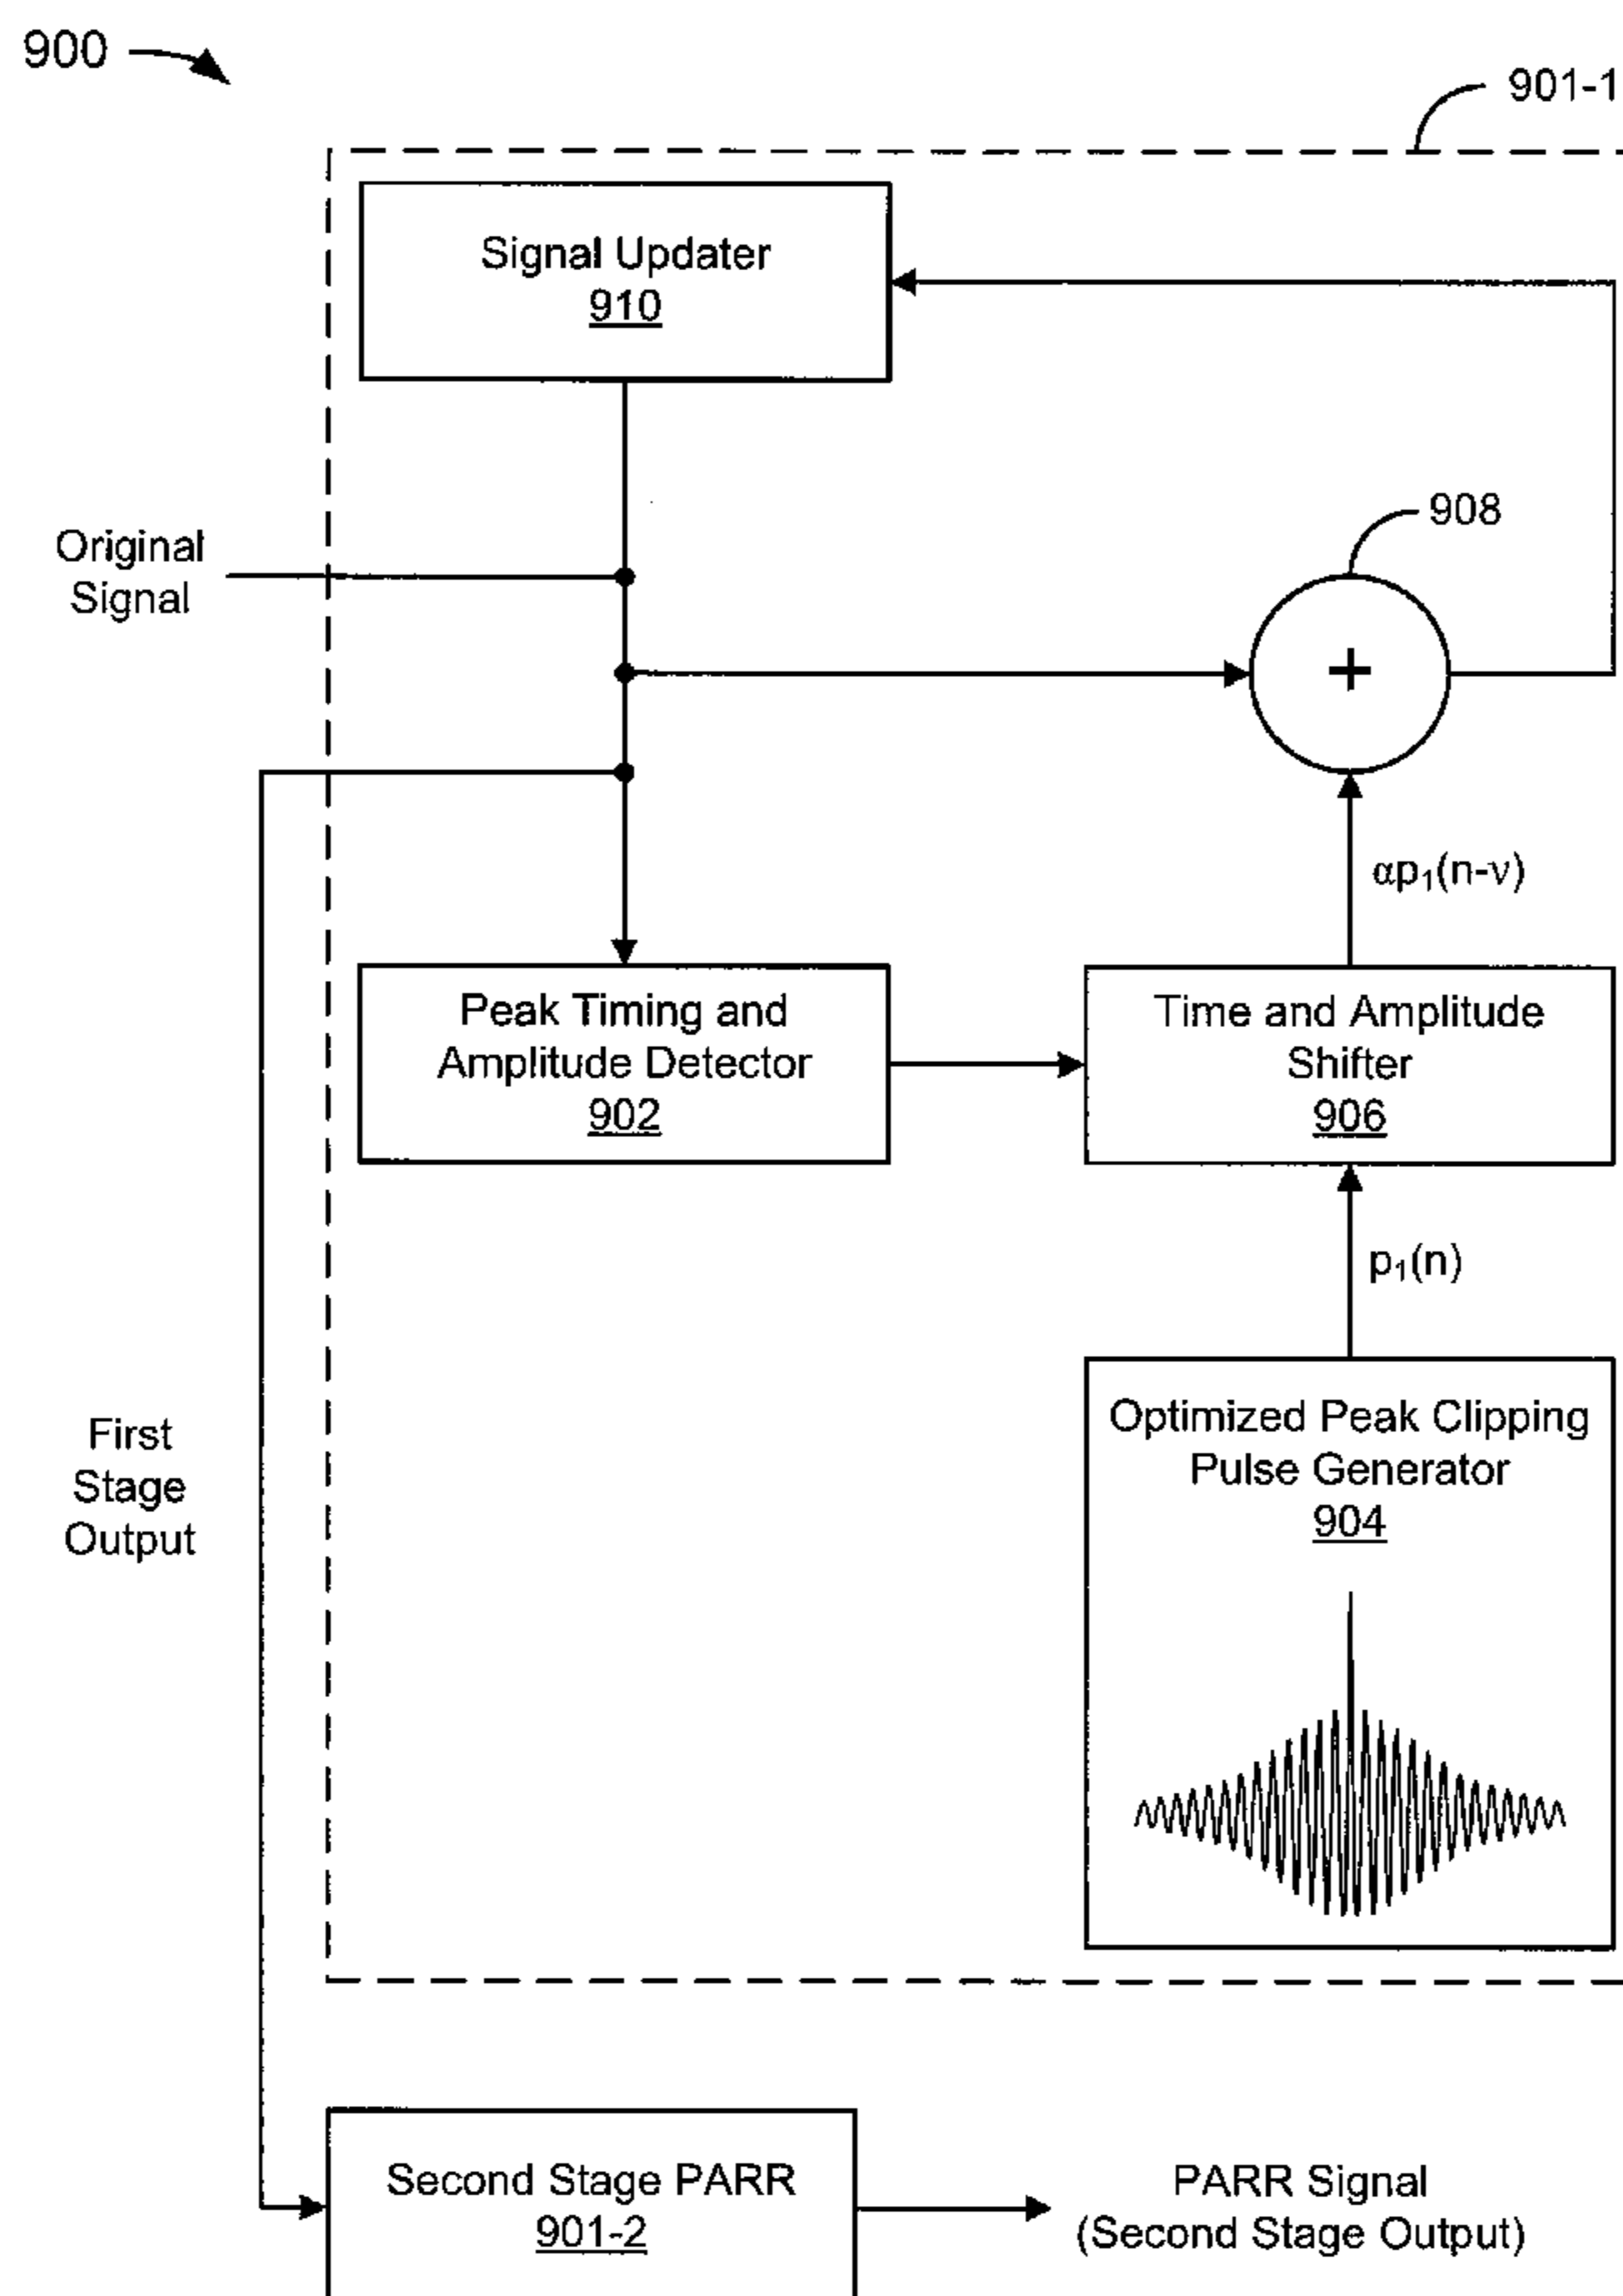 900
901-1
Signal Updater
910
908
Original
Signal
+
αp₁(n-ν)
Peak Timing and
Amplitude Detector
902
Time and Amplitude
Shifter
906
p₁(n)
First
Stage
Output
Optimized Peak Clipping
Pulse Generator
904
Second Stage PARR
901-2
PARR Signal
(Second Stage Output)